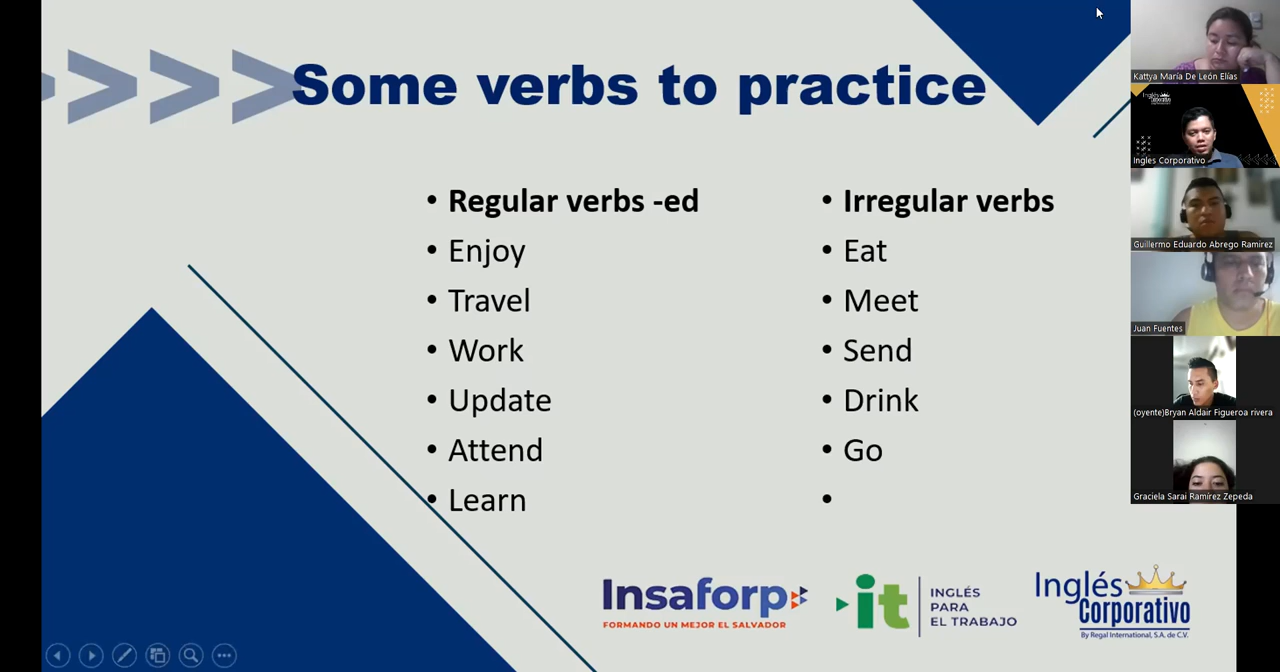 Some verbs to practice
Regular verbs -ed
Enjoy
Travel
Work
Update
Attend
Learn
Irregular verbs
Eat
Meet
Send
Drink
Go
Insaforp
FORMANDO UN MEJOR EL SALVADOR
it
INGLÉS
PARA
EL TRABAJO
Inglés
Corporativo
By Regal International, S.A. de C.V.
Kattya María De León Elías
Ingles Corporativo
Guillermo Eduardo Abrego Ramirez
Juan Fuentes
(oyente)Bryan Aldair Figueroa rivera
Graciela Sarai Ramírez Zepeda